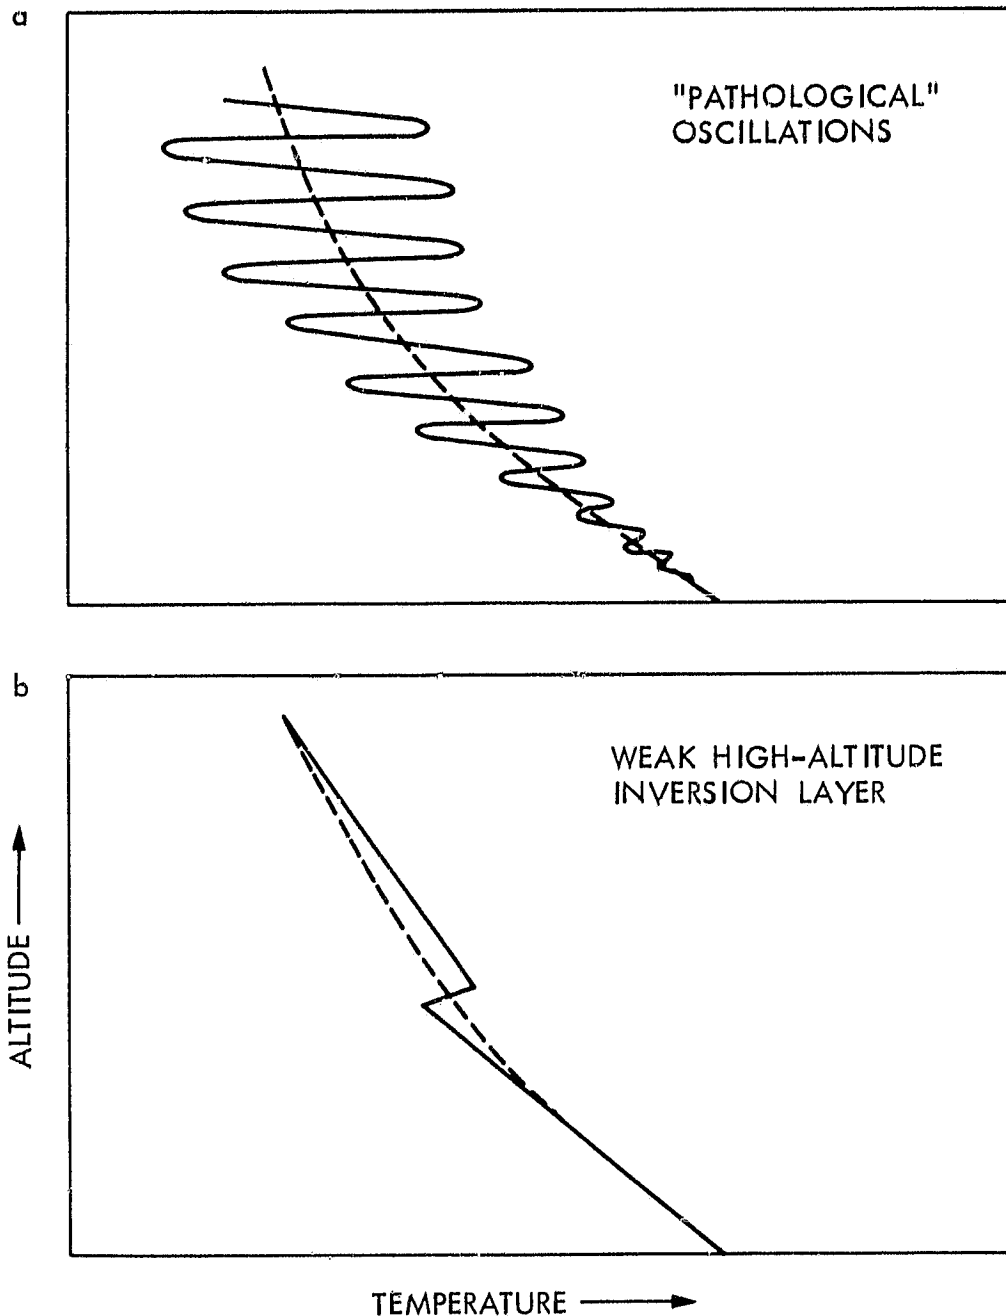 a
"PATHOLOGICAL"
OSCILLATIONS
b
WEAK HIGH-ALTITUDE
INVERSION LAYER
ALTITUDE
TEMPERATURE